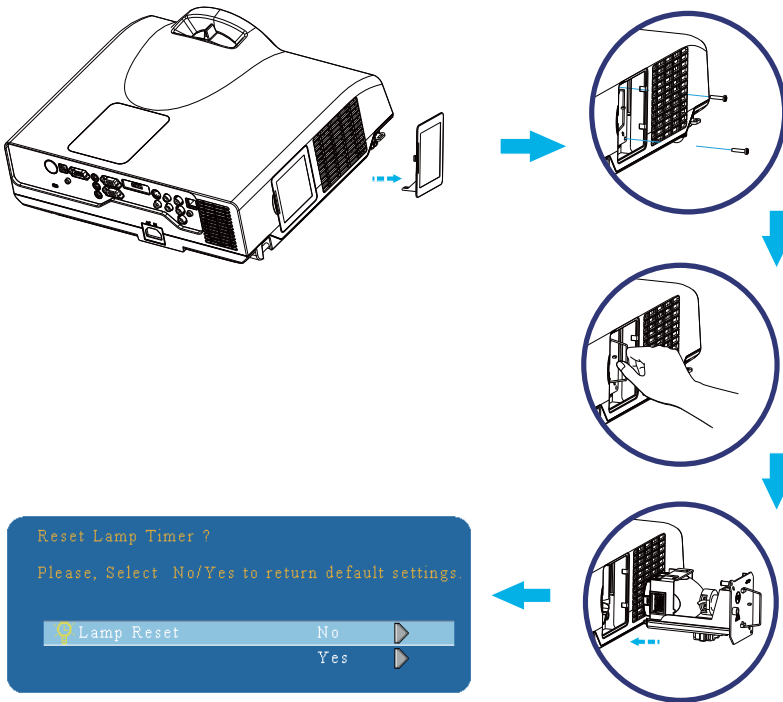 Reset Lamp Timer ?
Please, Select No/Yes to return default settings.
Lamp Reset No
Yes